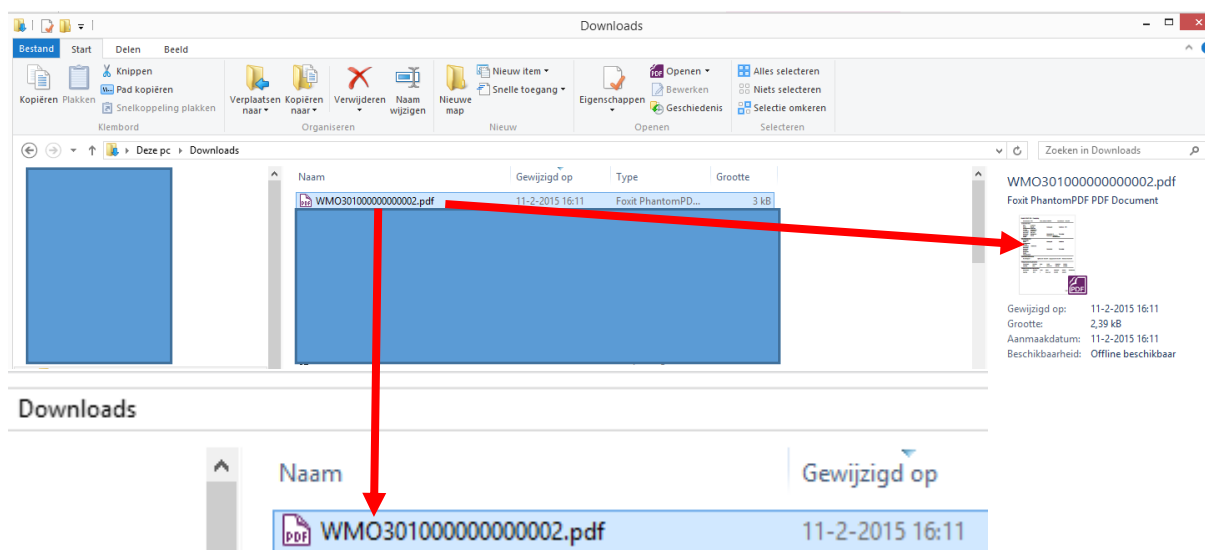 Downloads
Bestand Start Delen Beeld
Kopiëren Plakken
Knippen
Pad kopiëren
Snelkoppeling plakken
Klembord
Verplaatsen naar
Kopiëren naar
Verwijderen
Naam wijzigen
Organiseren
Nieuwe map
Nieuw item
Snelle toegang
Nieuw
Eigenschappen
Openen
Bewerken
Geschiedenis
Openen
Alles selecteren
Niets selecteren
Selectie omkeren
Selecteren
Deze pc Downloads
Zoeken in Downloads
Naam Gewijzigd op Type Grootte
WMO301000000000002.pdf 11-2-2015 16:11 Foxit PhantomPD... 3 kB
WMO301000000000002.pdf
Foxit PhantomPDF PDF Document
PDF
Gewijzigd op: 11-2-2015 16:11
Grootte: 2,39 kB
Aanmaakdatum: 11-2-2015 16:11
Beschikbaarheid: Offline beschikbaar
Downloads
Naam Gewijzigd op
PDF WMO301000000000002.pdf 11-2-2015 16:11